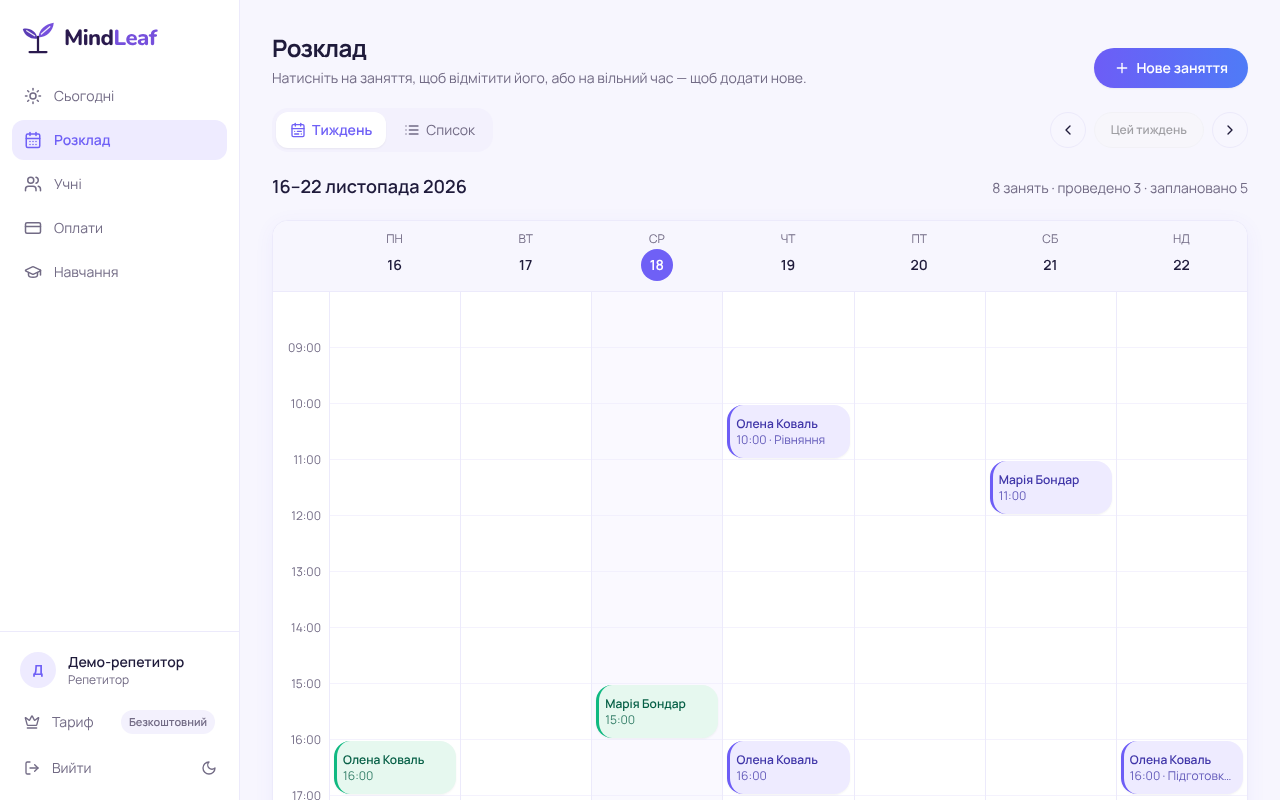 MindLeaf
Сьогодні
Розклад
Учні
Оплати
Навчання
Демо-репетитор
Д
Репетитор
Тариф
Безкоштовний
Вийти
Розклад
Натисніть на заняття, щоб відмітити його, або на вільний час — щоб додати нове.
Нове заняття
Тиждень
Список
Цей тиждень
16–22 листопада 2026
8 занять · проведено 3 · заплановано 5
ПН ВТ СР ЧТ ПТ СБ НД
16 17 18 19 20 21 22
09:00
10:00
Олена Коваль
10:00 · Рівняння
11:00
Марія Бондар
11:00
12:00
13:00
14:00
15:00
Марія Бондар
15:00
16:00
Олена Коваль
16:00
Олена Коваль
16:00
Олена Коваль
16:00 · Підготовк…
17:00